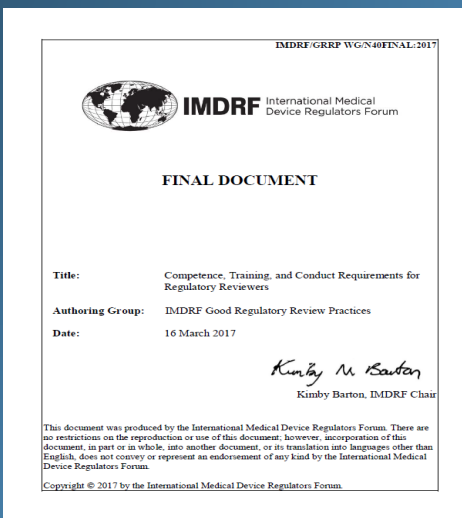 IMDRF/GRRP WG/N40FINAL:2017
IMDRF International Medical
Device Regulators Forum
FINAL DOCUMENT
Title: Competence, Training, and Conduct Requirements for
Regulatory Reviewers
Authoring Group: IMDRF Good Regulatory Review Practices
Date: 16 March 2017
Kimby M Barton
Kimby Barton, IMDRF Chair
This document was produced by the International Medical Device Regulators Forum. There are
no restrictions on the reproduction or use of this document; however, incorporation of this
document, in part or in whole, into another document, or its translation into languages other than
English, does not convey or represent an endorsement of any kind by the International Medical
Device Regulators Forum.
Copyright © 2017 by the International Medical Device Regulators Forum.